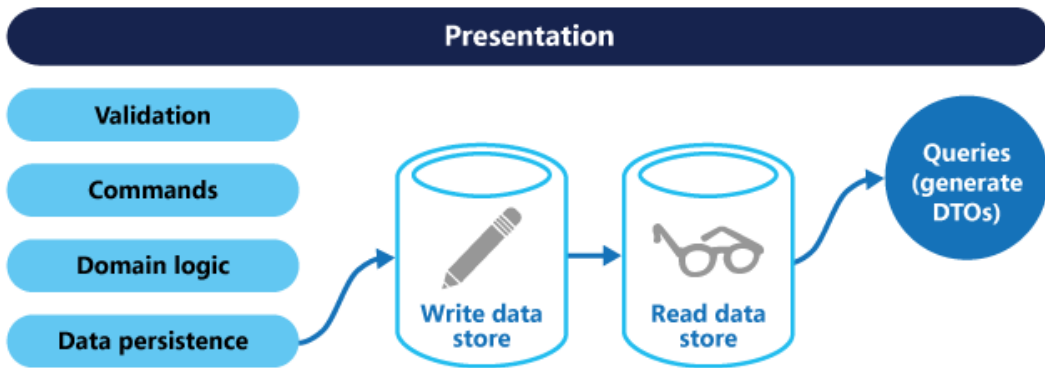 Presentation
Validation
Commands
Domain logic
Data persistence
Write data
store
Read data
store
Queries
(generate
DTOs)